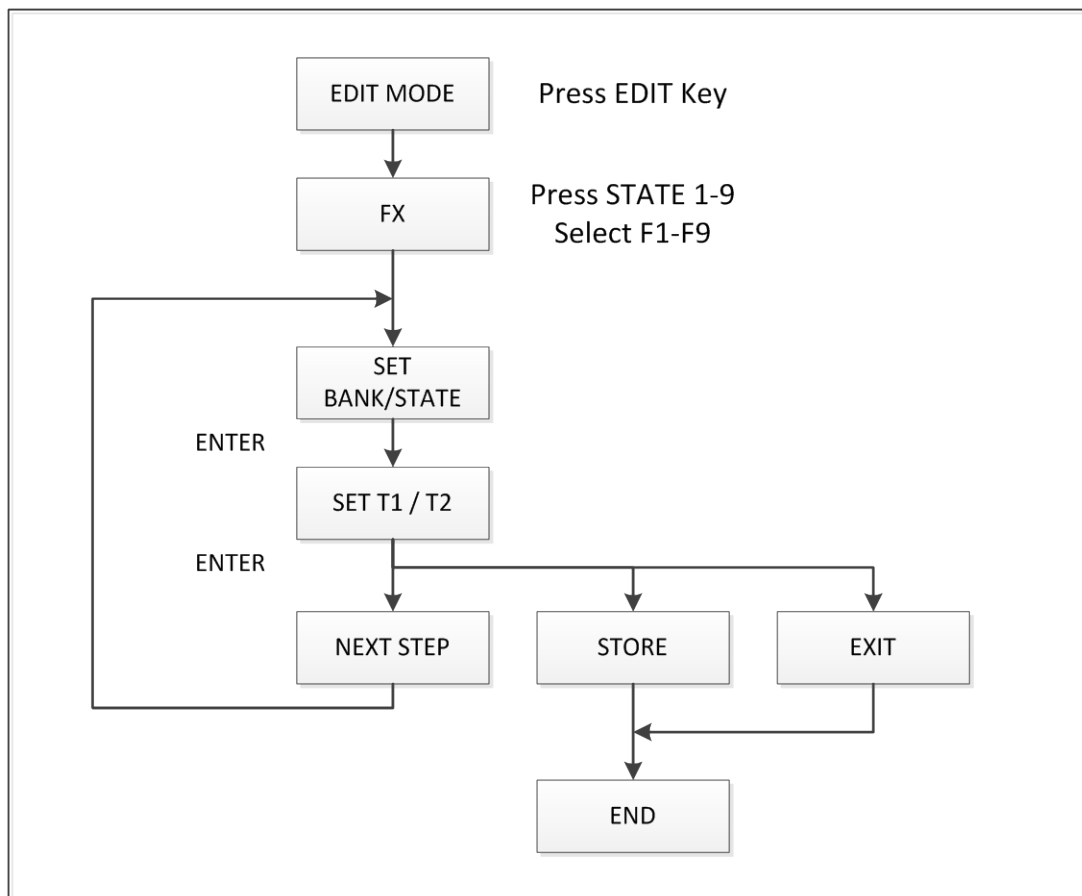 EDIT MODE
Press EDIT Key
FX
Press STATE 1-9
Select F1-F9
SET
BANK/STATE
ENTER
SET T1 / T2
ENTER
NEXT STEP
STORE
EXIT
END